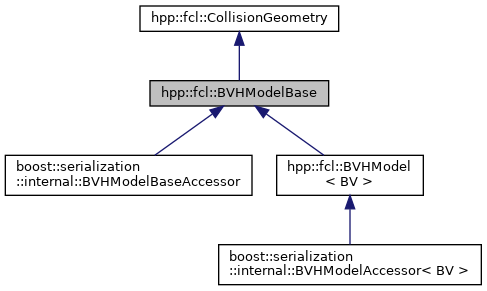 hpp::fcl::CollisionGeometry
hpp::fcl::BVHModelBase
boost::serialization
::internal::BVHModelBaseAccessor
hpp::fcl::BVHModel
< BV >
boost::serialization
::internal::BVHModelAccessor< BV >